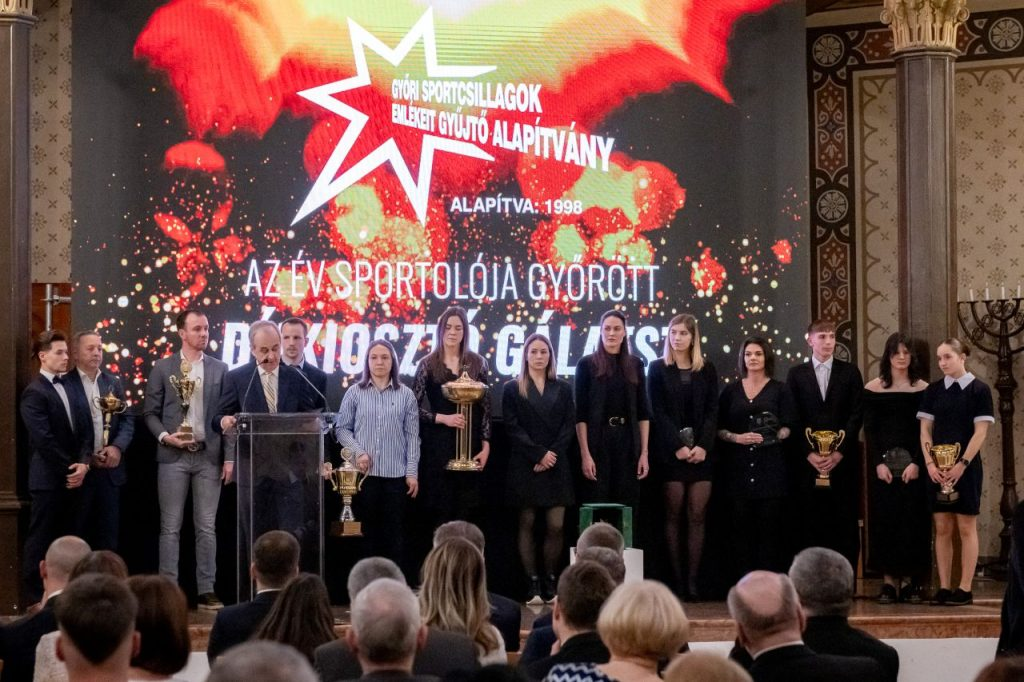 GYŐRI SPORTCSILLAGOK
EMLÉKEIT GYŰJTŐ ALAPÍTVÁNY
ALAPÍTVA: 1998
AZ ÉV SPORTOLÓJA GYŐRÖTT